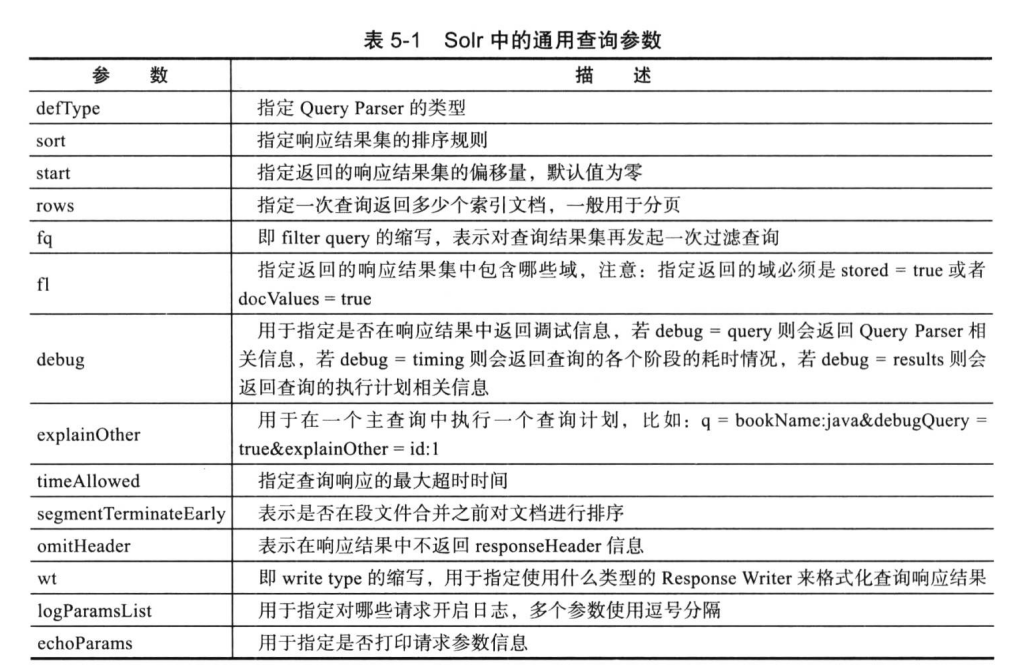 表 5-1 Solr 中的通用查询参数
参 数 描 述
defType 指定 Query Parser 的类型
sort 指定响应结果集的排序规则
start 指定返回的响应结果集的偏移量，默认值为零
rows 指定一次查询返回多少个索引文档，一般用于分页
fq 即 filter query 的缩写，表示对查询结果集再发起一次过滤查询
fl 指定返回的响应结果集中包含哪些域，注意：指定返回的域必须是 stored = true 或者
docValues = true
debug 用于指定是否在响应结果中返回调试信息，若 debug = query 则会返回 Query Parser 相
关信息，若 debug = timing 则会返回查询的各个阶段的耗时情况，若 debug = results 则会
返回查询的执行计划相关信息
explainOther 用于在一个主查询中执行一个查询计划，比如：q = bookName:java&debugQuery =
true&explainOther = id:1
timeAllowed 指定查询响应的最大超时时间
segmentTerminateEarly 表示是否在段文件合并之前对文档进行排序
omitHeader 表示在响应结果中不返回 responseHeader 信息
wt 即 write type 的缩写，用于指定使用什么类型的 Response Writer 来格式化查询响应结果
logParamsList 用于指定对哪些请求开启日志，多个参数使用逗号分隔
echoParams 用于指定是否打印请求参数信息